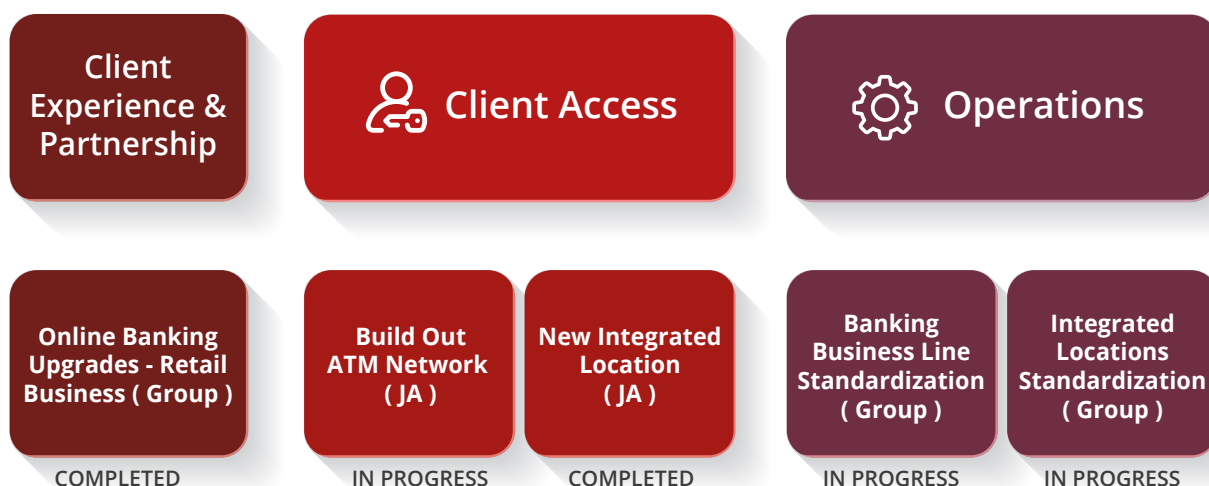 Client
Experience &
Partnership
Client Access
Operations
Online Banking
Upgrades - Retail
Business ( Group )
Build Out
ATM Network
( JA )
New Integrated
Location
( JA )
Banking
Business Line
Standardization
( Group )
Integrated
Locations
Standardization
( Group )
COMPLETED
IN PROGRESS
COMPLETED
IN PROGRESS
IN PROGRESS